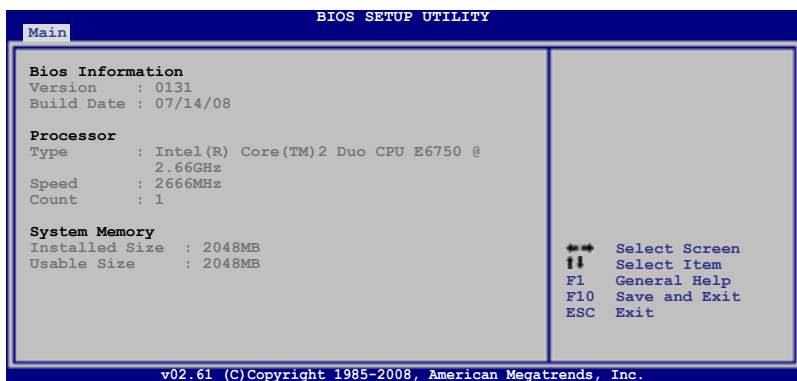 BIOS SETUP UTILITY
Main
Bios Information
Version : 0131
Build Date : 07/14/08
Processor
Type : Intel(R) Core(TM)2 Duo CPU E6750 @
2.66GHz
Speed : 2666MHz
Count : 1
System Memory
Installed Size : 2048MB
Usable Size : 2048MB
←→ Select Screen
↑↓ Select Item
F1 General Help
F10 Save and Exit
ESC Exit
v02.61 (C)Copyright 1985-2008, American Megatrends, Inc.